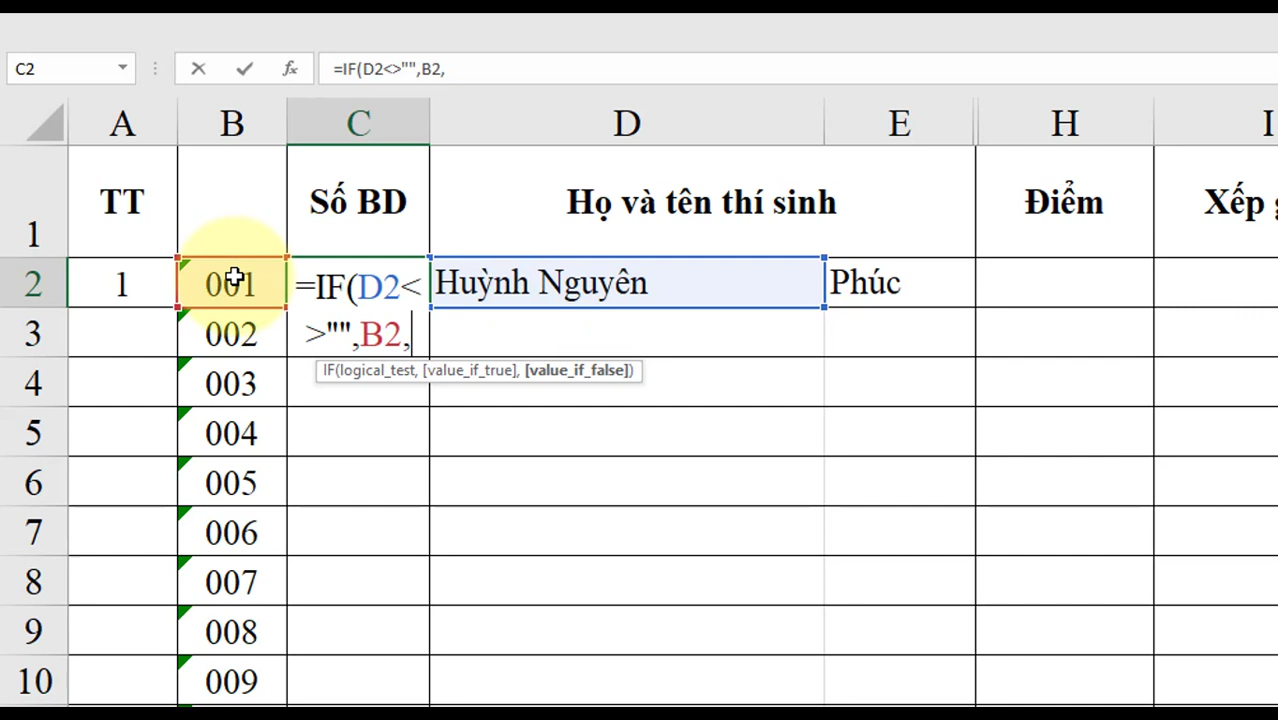 C2 fx =IF(D2<>"",B2,
A B C D E H I
1 TT Số BD Họ và tên thí sinh Điểm Xếp g
2 1 001 =IF(D2< Huỳnh Nguyên Phúc
3 002 >"",B2,
IF(logical_test, [value_if_true], [value_if_false])
4 003
5 004
6 005
7 006
8 007
9 008
10 009